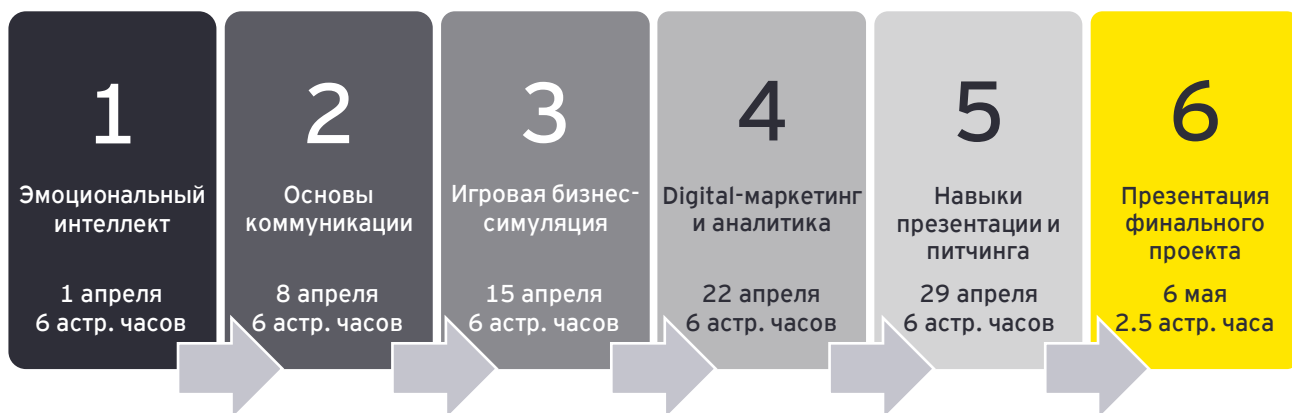 1
Эмоциональный
интеллект
1 апреля
6 астр. часов
2
Основы
коммуникации
8 апреля
6 астр. часов
3
Игровая бизнес-
симуляция
15 апреля
6 астр. часов
4
Digital-маркетинг
и аналитика
22 апреля
6 астр. часов
5
Навыки
презентации и
питчинга
29 апреля
6 астр. часов
6
Презентация
финального
проекта
6 мая
2.5 астр. часа